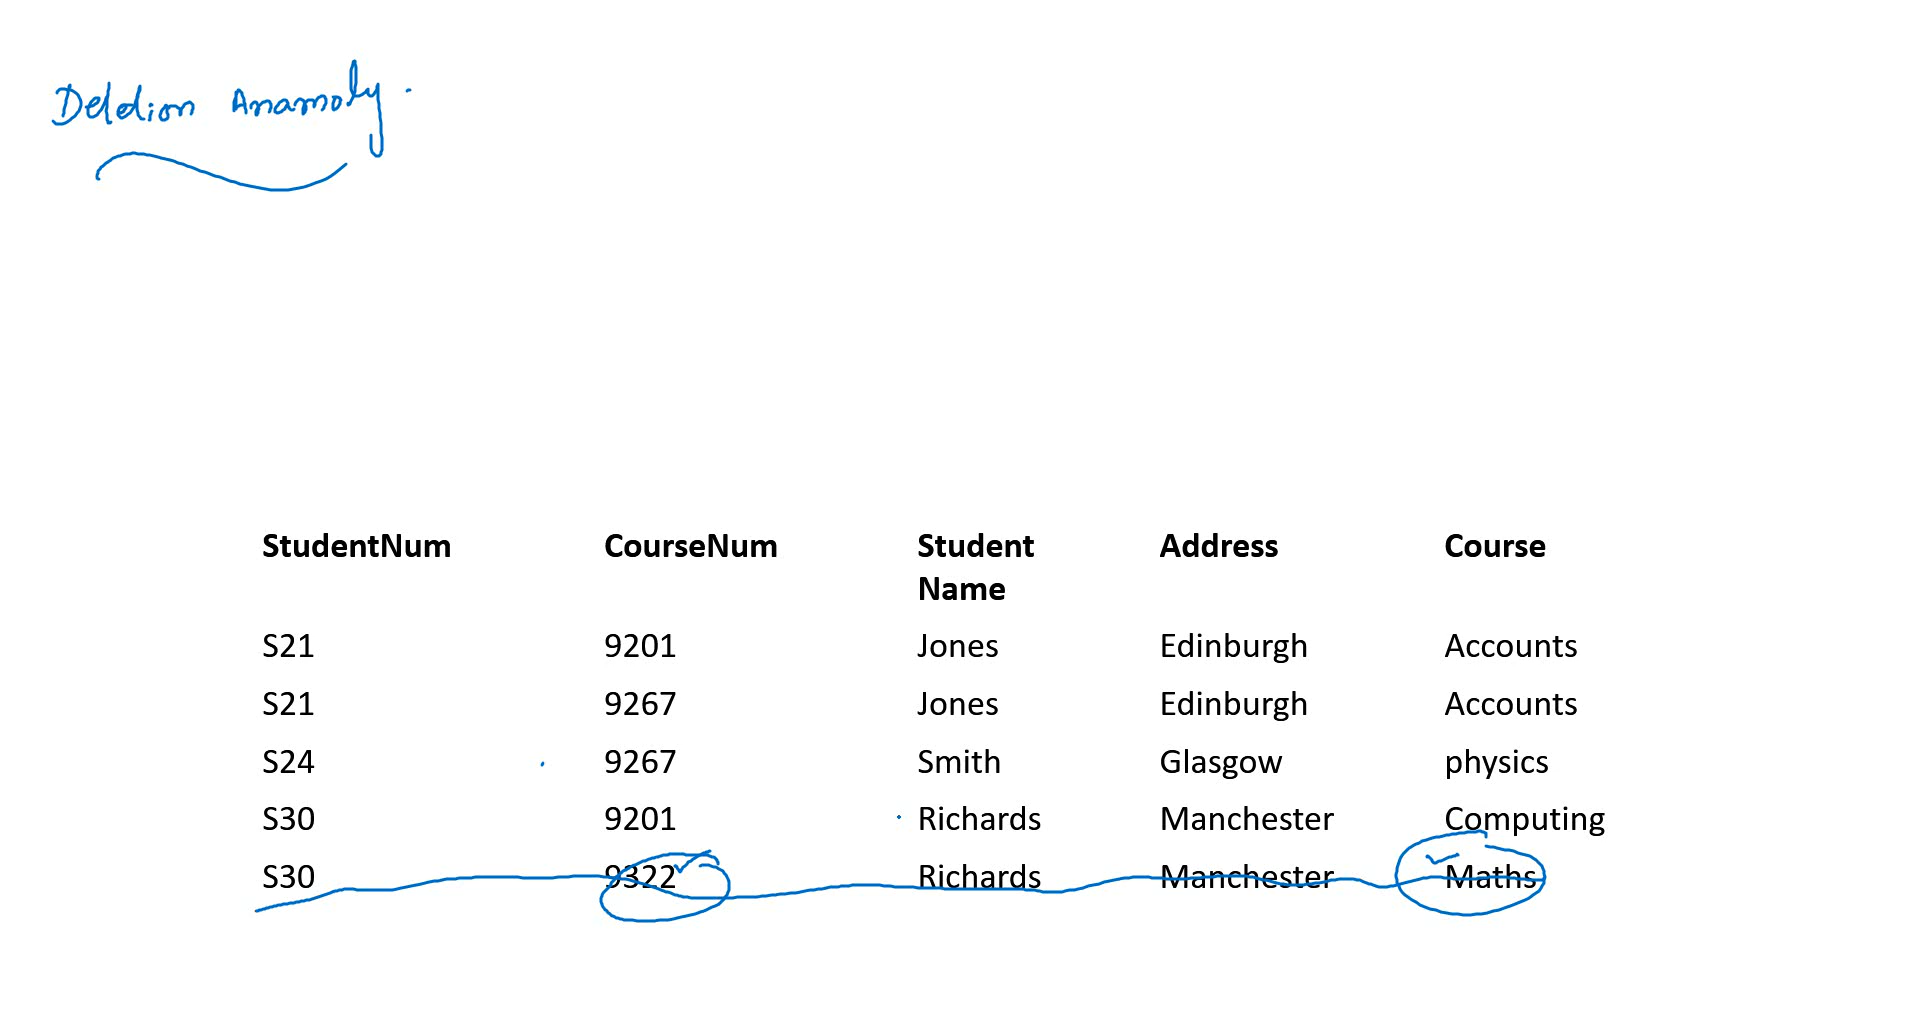 Deletion Anamoly.
StudentNum CourseNum Student Name Address Course
S21 9201 Jones Edinburgh Accounts
S21 9267 Jones Edinburgh Accounts
S24 9267 Smith Glasgow physics
S30 9201 Richards Manchester Computing
S30 9322 Richards Manchester Maths